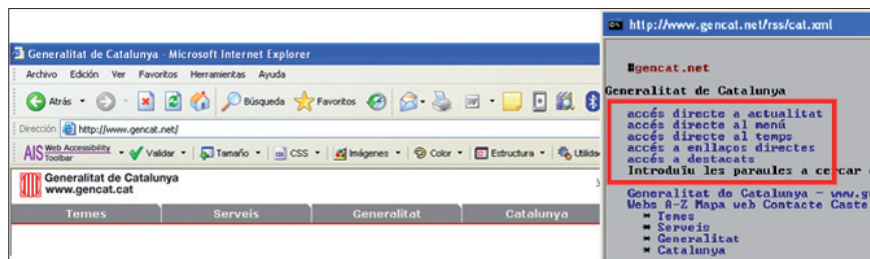 Generalitat de Catalunya - Microsoft Internet Explorer
Archivo Edición Ver Favoritos Herramientas Ayuda
Atrás Búsqueda Favoritos
Dirección http://www.gencat.net/
AIS Web Accessibility Toolbar Validar Tamaño CSS Imágenes Color Estructura
Generalitat de Catalunya
www.gencat.cat
Temes Serveis Generalitat Catalunya
http://www.gencat.net/rss/cat.xml
#gencat.net
Generalitat de Catalunya
accés directe a actualitat
accés directe al menú
accés directe al temps
accés a enllaços directes
accés a destacats
Introduïu les paraules a cercar
Generalitat de Catalunya -
Webs A-Z Mapa web Contacte
* Temes
* Serveis
* Generalitat
* Catalunya